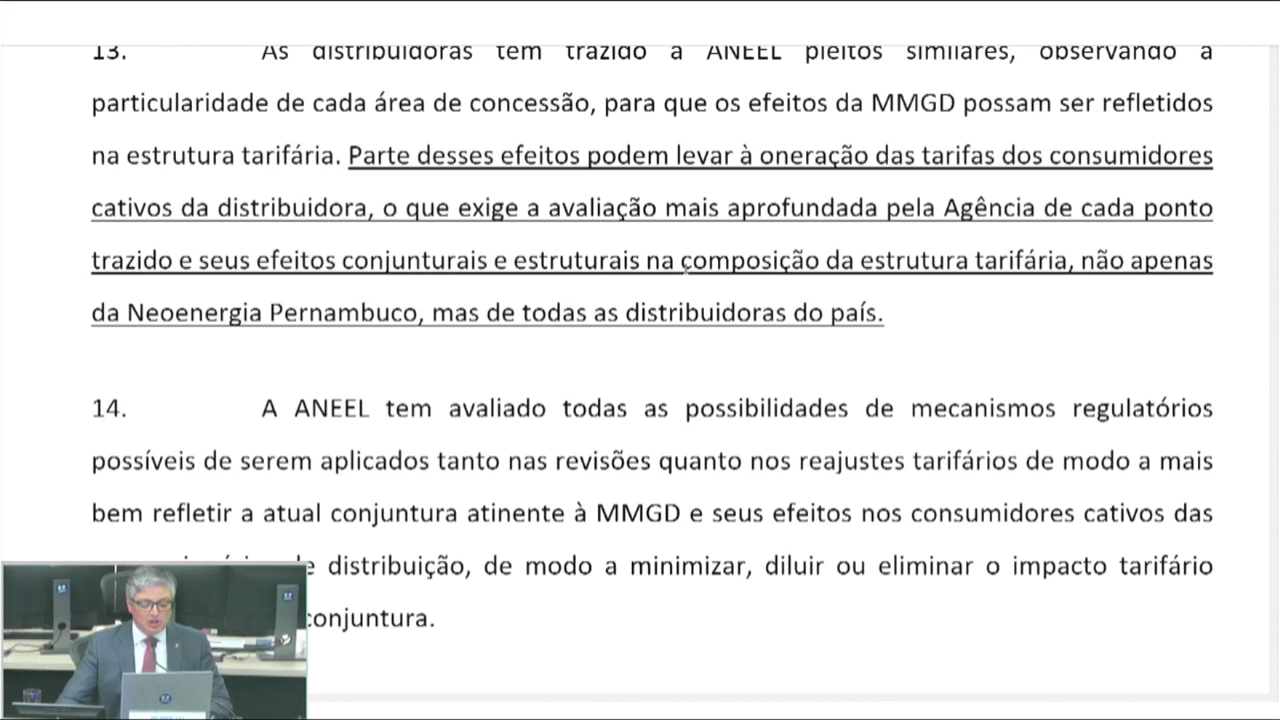 13. As distribuidoras têm trazido à ANEEL pleitos similares, observando a
particularidade de cada área de concessão, para que os efeitos da MMGD possam ser refletidos
na estrutura tarifária. Parte desses efeitos podem levar à oneração das tarifas dos consumidores
cativos da distribuidora, o que exige a avaliação mais aprofundada pela Agência de cada ponto
trazido e seus efeitos conjunturais e estruturais na composição da estrutura tarifária, não apenas
da Neoenergia Pernambuco, mas de todas as distribuidoras do país.
14. A ANEEL tem avaliado todas as possibilidades de mecanismos regulatórios
possíveis de serem aplicados tanto nas revisões quanto nos reajustes tarifários de modo a mais
bem refletir a atual conjuntura atinente à MMGD e seus efeitos nos consumidores cativos das
distribuição, de modo a minimizar, diluir ou eliminar o impacto tarifário
conjuntura.